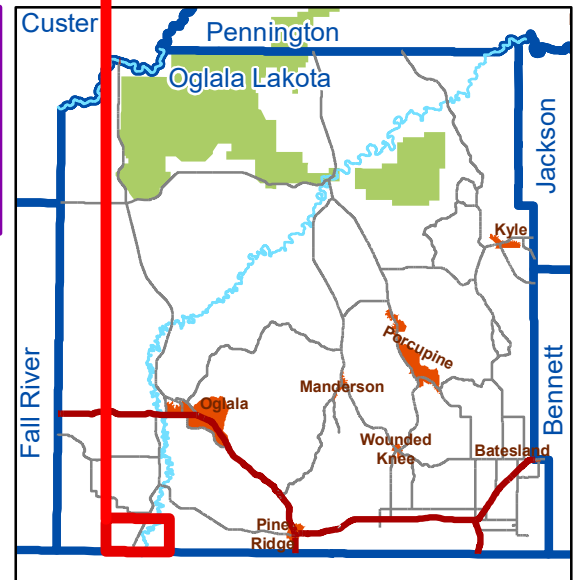 Custer
Pennington
Oglala Lakota
Jackson
Kyle
Porcupine
Fall River
Manderson
Oglala
Bennett
Wounded
Knee
Batesland
Pine
Ridge